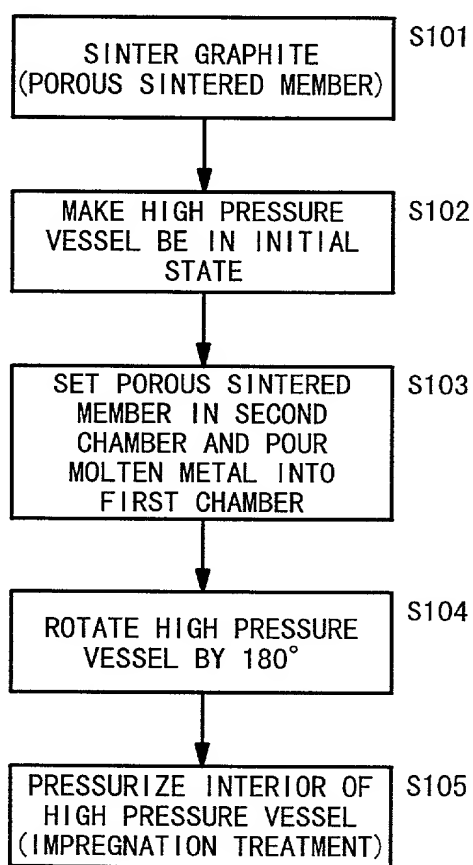 S101
SINTER GRAPHITE
(POROUS SINTERED MEMBER)
S102
MAKE HIGH PRESSURE
VESSEL BE IN INITIAL
STATE
S103
SET POROUS SINTERED
MEMBER IN SECOND
CHAMBER AND POUR
MOLTEN METAL INTO
FIRST CHAMBER
S104
ROTATE HIGH PRESSURE
VESSEL BY 180°
S105
PRESSURIZE INTERIOR OF
HIGH PRESSURE VESSEL
(IMPREGNATION TREATMENT)